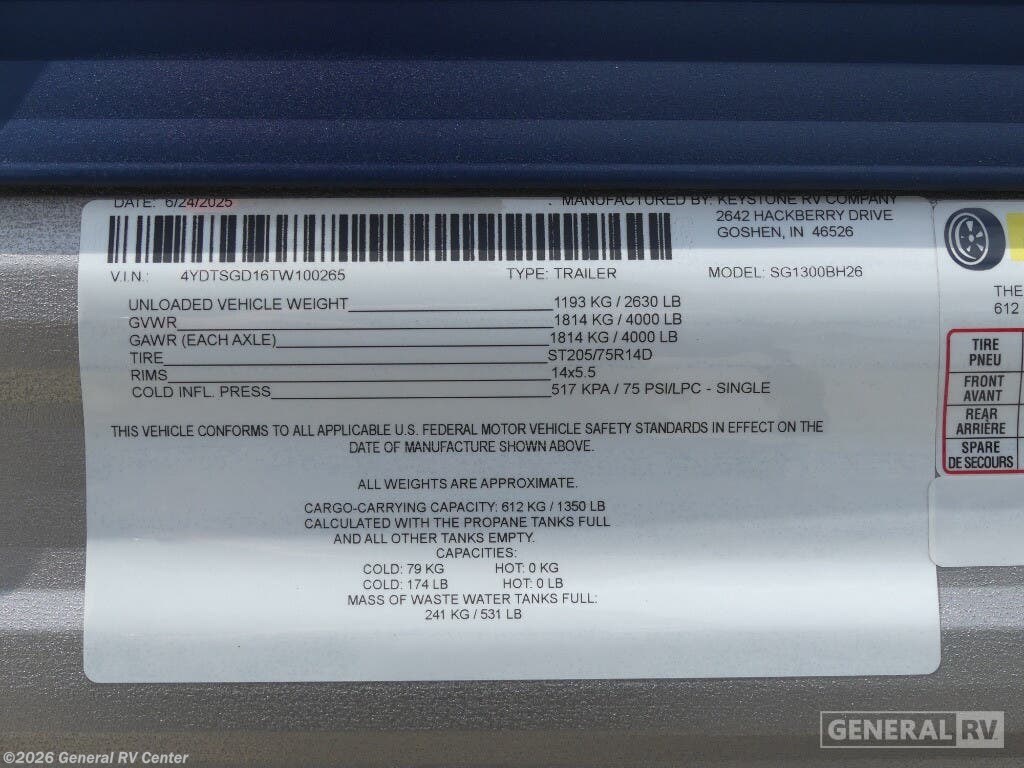 DATE: 6/24/2025
MANUFACTURED BY: KEYSTONE RV COMPANY
2642 HACKBERRY DRIVE
GOSHEN, IN 46526
V.I.N.: 4YDTSGD16TW100265 TYPE: TRAILER MODEL: SG1300BH26
UNLOADED VEHICLE WEIGHT 1193 KG / 2630 LB
GVWR 1814 KG / 4000 LB
GAWR (EACH AXLE) 1814 KG / 4000 LB
TIRE ST205/75R14D
RIMS 14x5.5
COLD INFL. PRESS 517 KPA / 75 PSI/LPC - SINGLE
THIS VEHICLE CONFORMS TO ALL APPLICABLE U.S. FEDERAL MOTOR VEHICLE SAFETY STANDARDS IN EFFECT ON THE
DATE OF MANUFACTURE SHOWN ABOVE.
ALL WEIGHTS ARE APPROXIMATE.
CARGO-CARRYING CAPACITY: 612 KG / 1350 LB
CALCULATED WITH THE PROPANE TANKS FULL
AND ALL OTHER TANKS EMPTY.
CAPACITIES:
COLD: 79 KG HOT: 0 KG
COLD: 174 LB HOT: 0 LB
MASS OF WASTE WATER TANKS FULL:
241 KG / 531 LB
THE
612
TIRE
PNEU
FRONT
AVANT
REAR
ARRIÈRE
SPARE
DE SECOURS
GENERAL RV
©2026 General RV Center